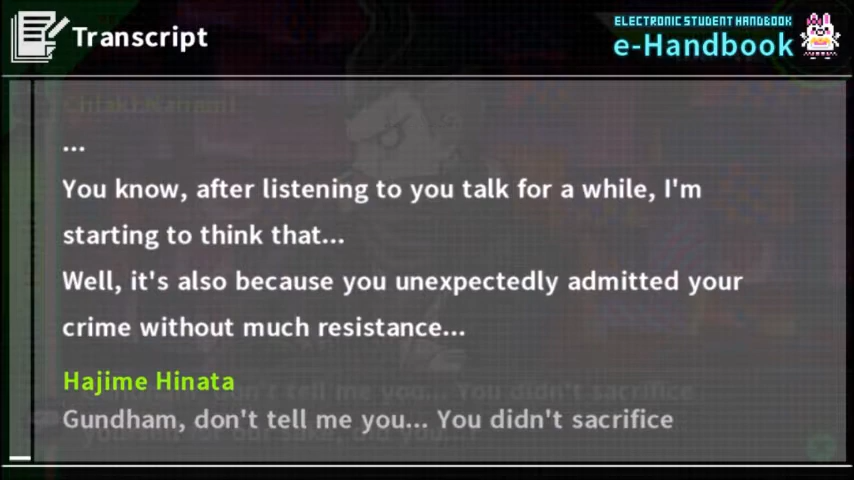 Transcript
ELECTRONIC STUDENT HANDBOOK
e-Handbook
Chiaki Nanami
...
You know, after listening to you talk for a while, I'm
starting to think that...
Well, it's also because you unexpectedly admitted your
crime without much resistance...
Hajime Hinata
Gundham, don't tell me you... You didn't sacrifice